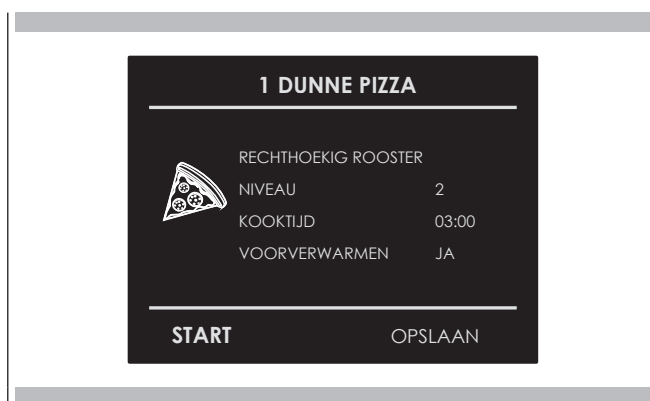 1 DUNNE PIZZA
RECHTHOEKIG ROOSTER
NIVEAU 2
KOOKTIJD 03:00
VOORVERWARMEN JA
START OPSLAAN